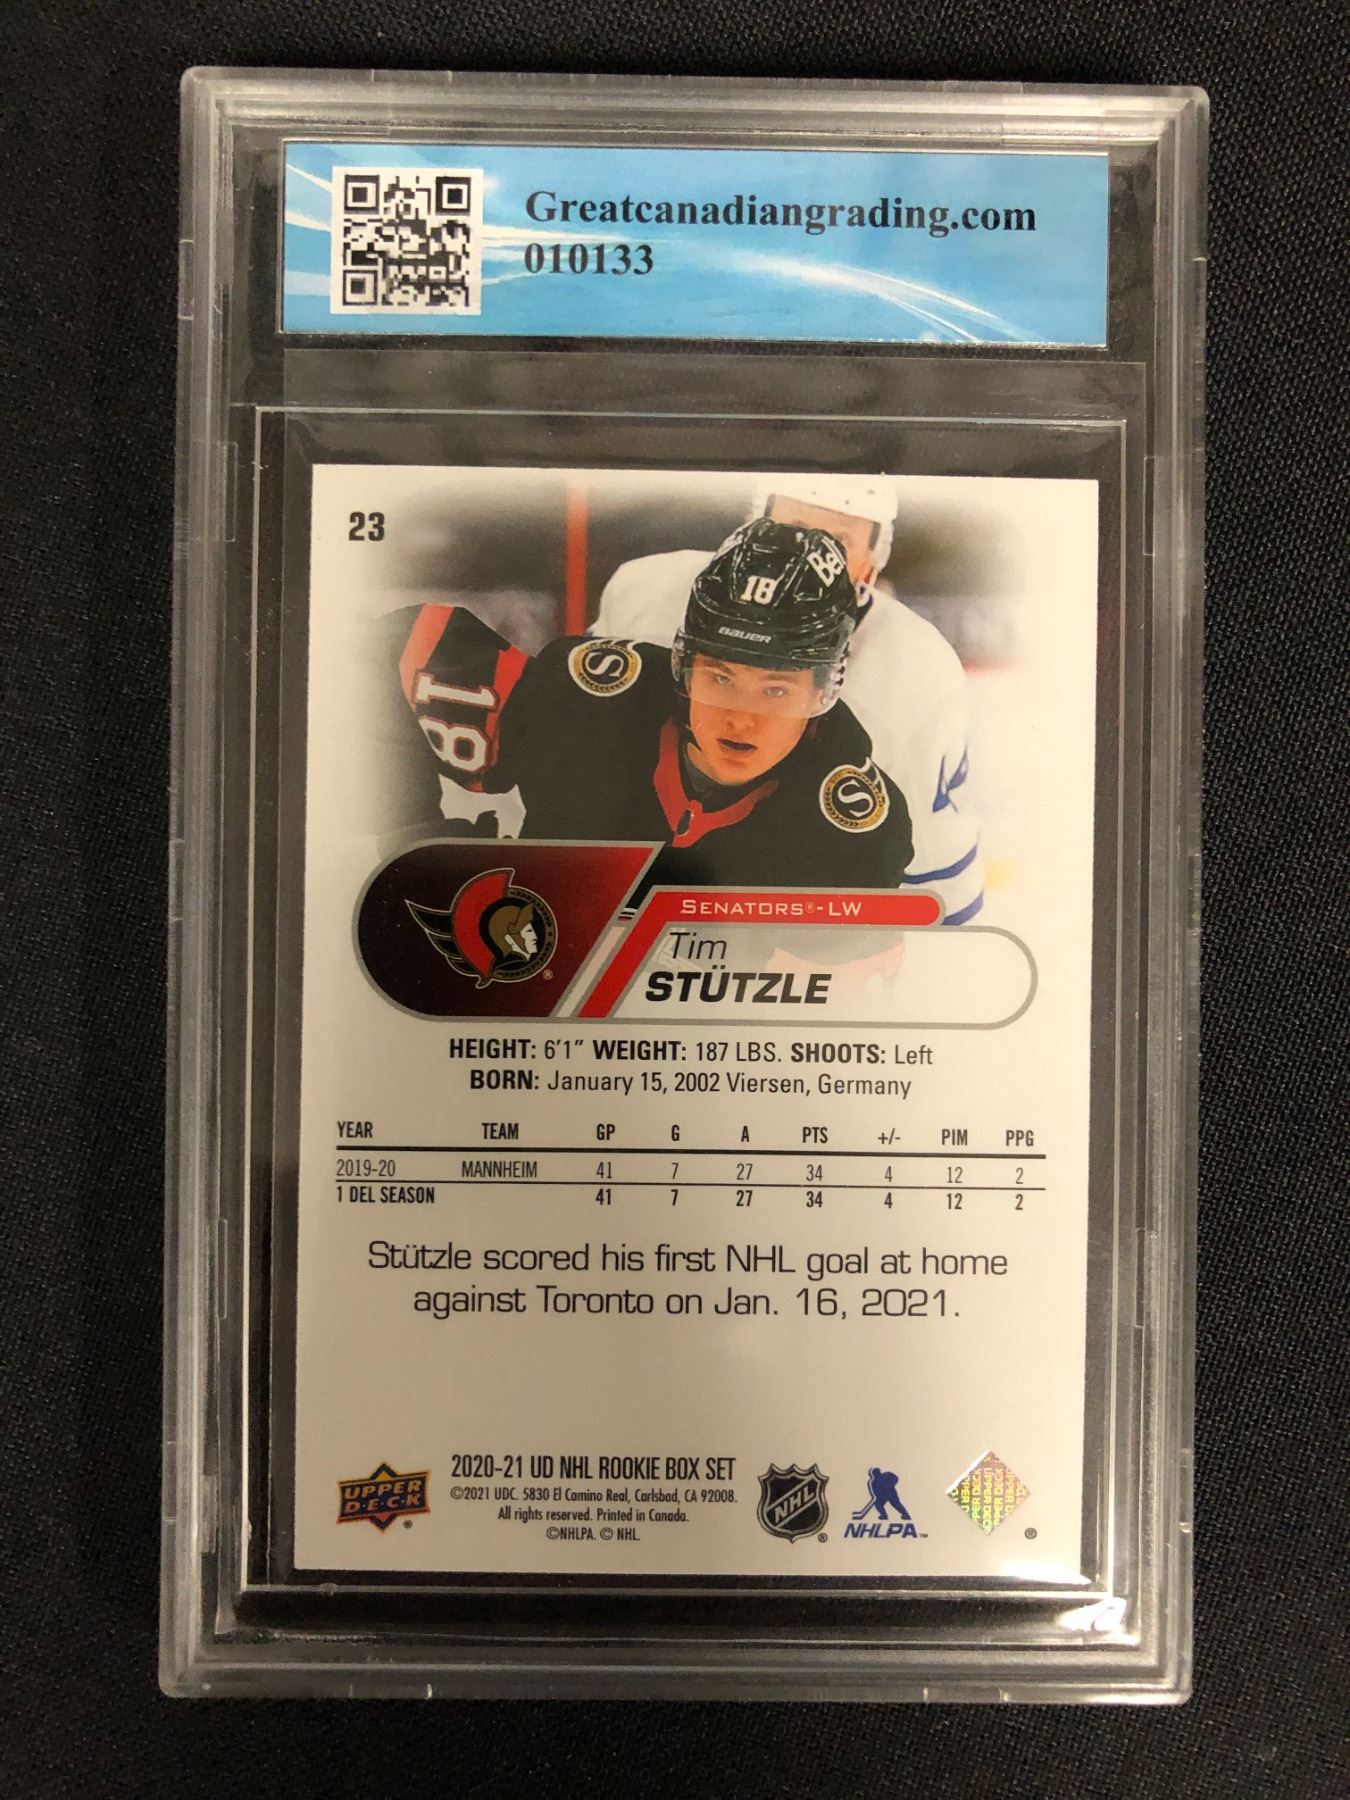 Greatcanadiangrading.com
010133
23
18
Bell
BAUER
18
S
S
SENATORS®-LW
Tim
STÜTZLE
HEIGHT: 6'1" WEIGHT: 187 LBS. SHOOTS: Left
BORN: January 15, 2002 Viersen, Germany
YEAR TEAM GP G A PTS +/- PIM PPG
2019-20 MANNHEIM 41 7 27 34 4 12 2
1 DEL SEASON 41 7 27 34 4 12 2
Stützle scored his first NHL goal at home
against Toronto on Jan. 16, 2021.
UPPER
D·E·C·K
®
2020-21 UD NHL ROOKIE BOX SET
©2021 UDC. 5830 El Camino Real, Carlsbad, CA 92008.
All rights reserved. Printed in Canada.
©NHLPA. © NHL.
NHL
®
NHLPA™
UPPER DECK
®